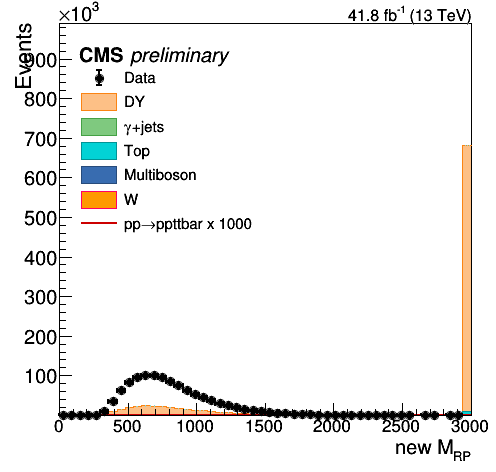 ×10³
41.8 fb⁻¹ (13 TeV)
Events
CMS preliminary
Data
DY
γ+jets
Top
Multiboson
W
pp→ppttbar x 1000
900
800
700
600
500
400
300
200
100
0 500 1000 1500 2000 2500 3000
new M_RP